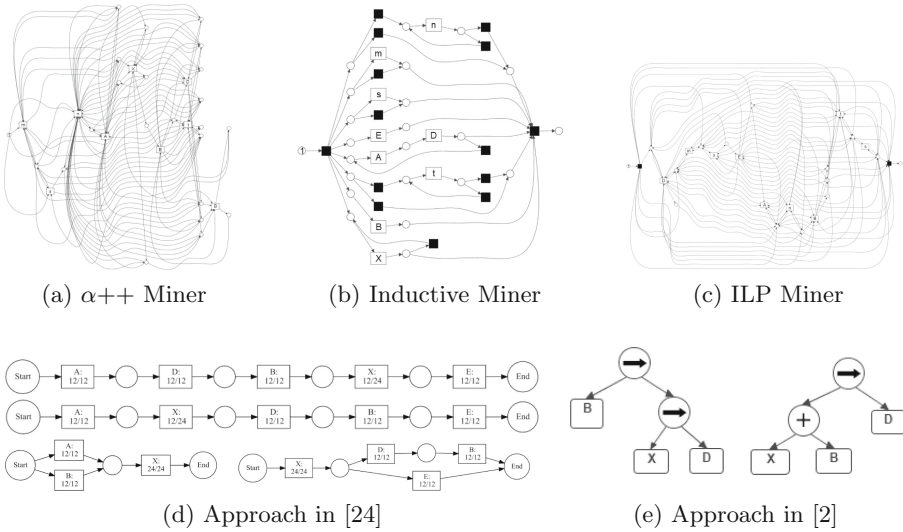 n
m
s
E
D
A
t
B
X
1
(a) α++ Miner
(b) Inductive Miner
(c) ILP Miner
Start A: 12/12 D: 12/12 B: 12/12 X: 12/24 E: 12/12 End
Start A: 12/12 X: 12/24 D: 12/12 B: 12/12 E: 12/12 End
Start A: 12/12 B: 12/12 X: 24/24 End
Start X: 24/24 D: 12/12 B: 12/12 E: 12/12 End
B
X D
+ D
X B
(d) Approach in [24]
(e) Approach in [2]